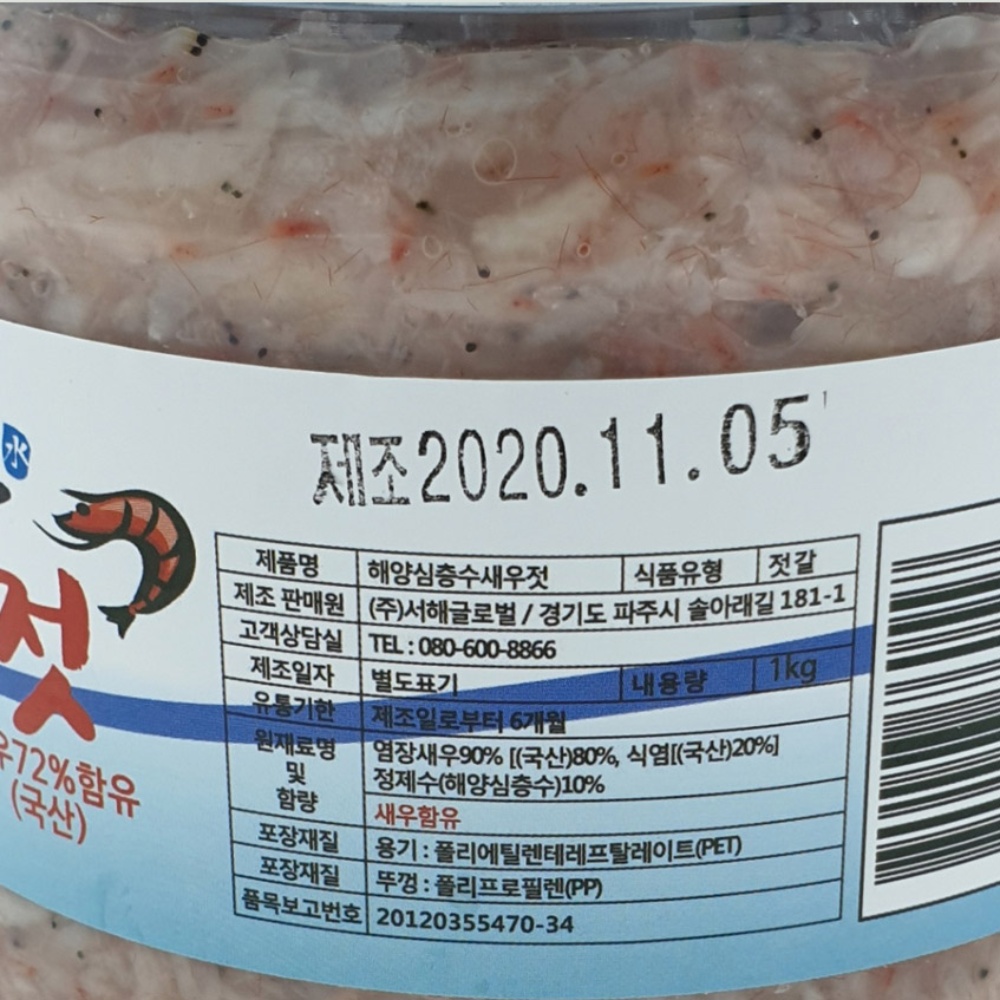 水
제조2020.11.05
젓
우72%함유
(국산)
제품명 해양심층수새우젓 식품유형 젓갈
제조 판매원 (주)서해글로벌 / 경기도 파주시 솔아래길 181-1
고객상담실 TEL : 080-600-8866
제조일자 별도표기 내용량 1kg
유통기한 제조일로부터 6개월
원재료명 및 함량 염장새우90% [(국산)80%, 식염[(국산)20%]
정제수(해양심층수)10%
새우함유
포장재질 용기 : 폴리에틸렌테레프탈레이트(PET)
포장재질 뚜껑 : 폴리프로필렌(PP)
품목보고번호 20120355470-34